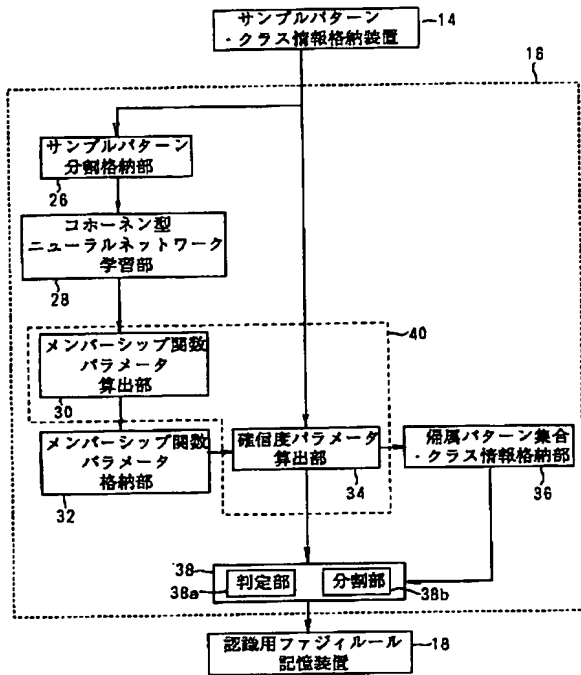 サンプルパターン
・クラス情報格納装置
14
16
サンプルパターン
分割格納部
26
コホーネン型
ニューラルネットワーク
学習部
28
40
メンバーシップ関数
パラメータ
算出部
30
メンバーシップ関数
パラメータ
格納部
32
確信度パラメータ
算出部
34
帰属パターン集合
・クラス情報格納部
36
38
判定部
38a
分割部
38b
認識用ファジィルール
記憶装置
18